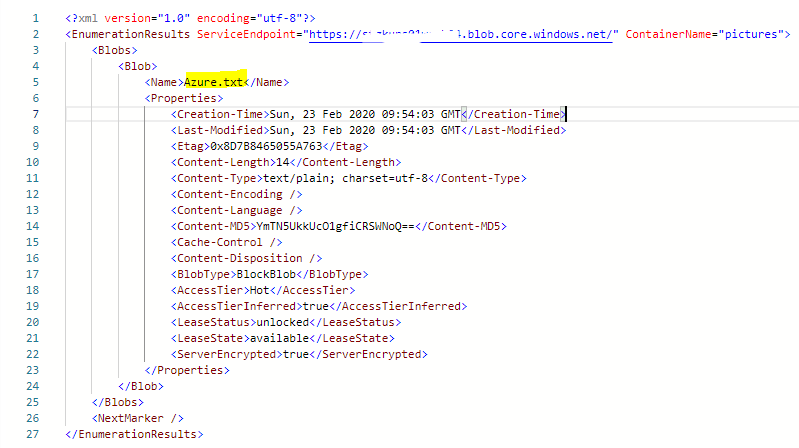 1 <?xml version="1.0" encoding="utf-8"?>
2 <EnumerationResults ServiceEndpoint="https:// .blob.core.windows.net/" ContainerName="pictures">
3 <Blobs>
4 <Blob>
5 <Name>Azure.txt</Name>
6 <Properties>
7 <Creation-Time>Sun, 23 Feb 2020 09:54:03 GMT</Creation-Time>
8 <Last-Modified>Sun, 23 Feb 2020 09:54:03 GMT</Last-Modified>
9 <Etag>0x8D7B8465055A763</Etag>
10 <Content-Length>14</Content-Length>
11 <Content-Type>text/plain; charset=utf-8</Content-Type>
12 <Content-Encoding />
13 <Content-Language />
14 <Content-MD5>YmTN5UkkUcO1gfiCRSWNoQ==</Content-MD5>
15 <Cache-Control />
16 <Content-Disposition />
17 <BlobType>BlockBlob</BlobType>
18 <AccessTier>Hot</AccessTier>
19 <AccessTierInferred>true</AccessTierInferred>
20 <LeaseStatus>unlocked</LeaseStatus>
21 <LeaseState>available</LeaseState>
22 <ServerEncrypted>true</ServerEncrypted>
23 </Properties>
24 </Blob>
25 </Blobs>
26 <NextMarker />
27 </EnumerationResults>